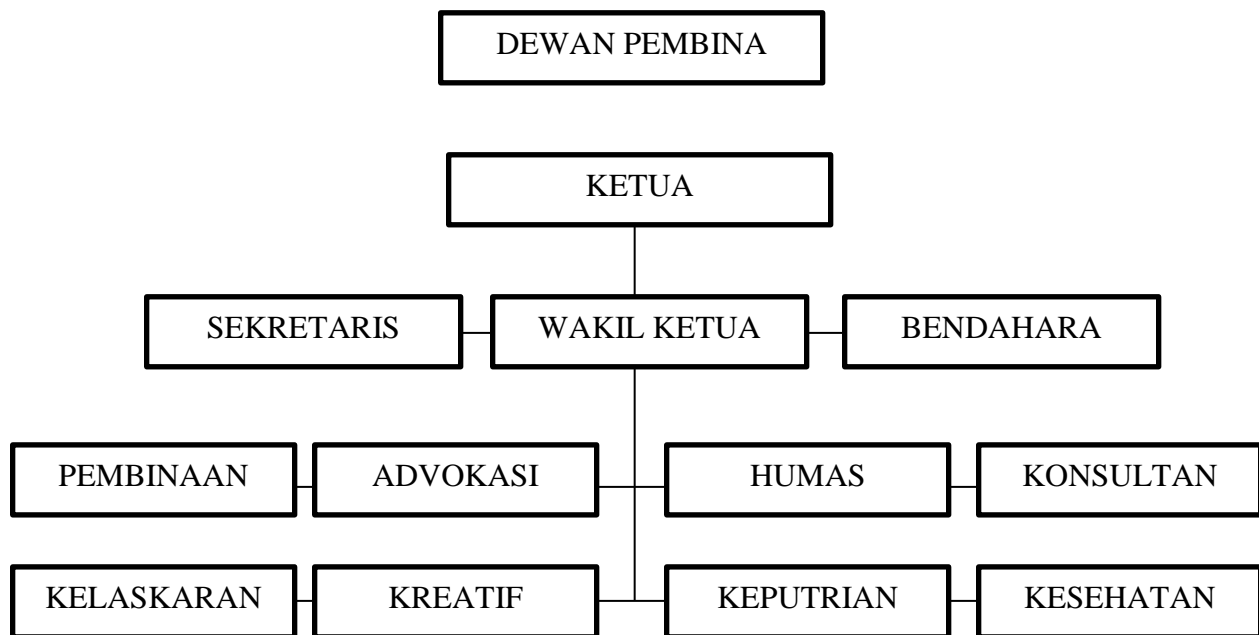 DEWAN PEMBINA
KETUA
SEKRETARIS
WAKIL KETUA
BENDAHARA
PEMBINAAN
ADVOKASI
HUMAS
KONSULTAN
KELASKARAN
KREATIF
KEPUTRIAN
KESEHATAN